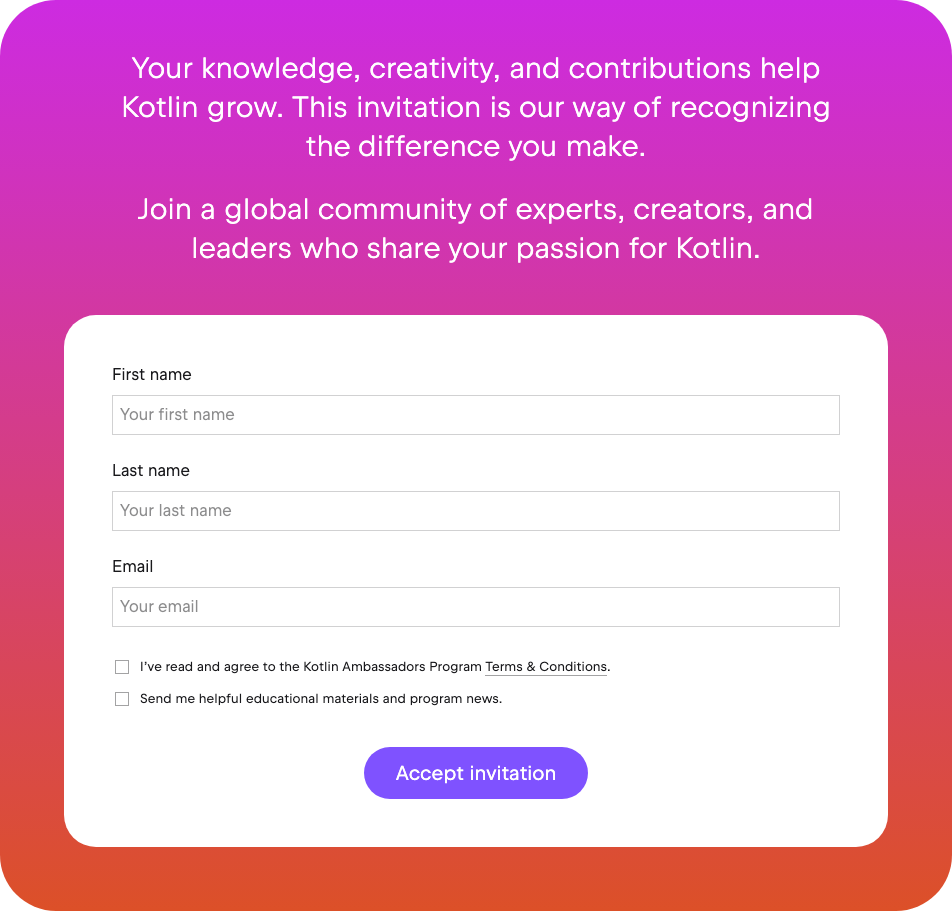 Your knowledge, creativity, and contributions help
Kotlin grow. This invitation is our way of recognizing
the difference you make.
Join a global community of experts, creators, and
leaders who share your passion for Kotlin.
First name
Your first name
Last name
Your last name
Email
Your email
I’ve read and agree to the Kotlin Ambassadors Program Terms & Conditions.
Send me helpful educational materials and program news.
Accept invitation